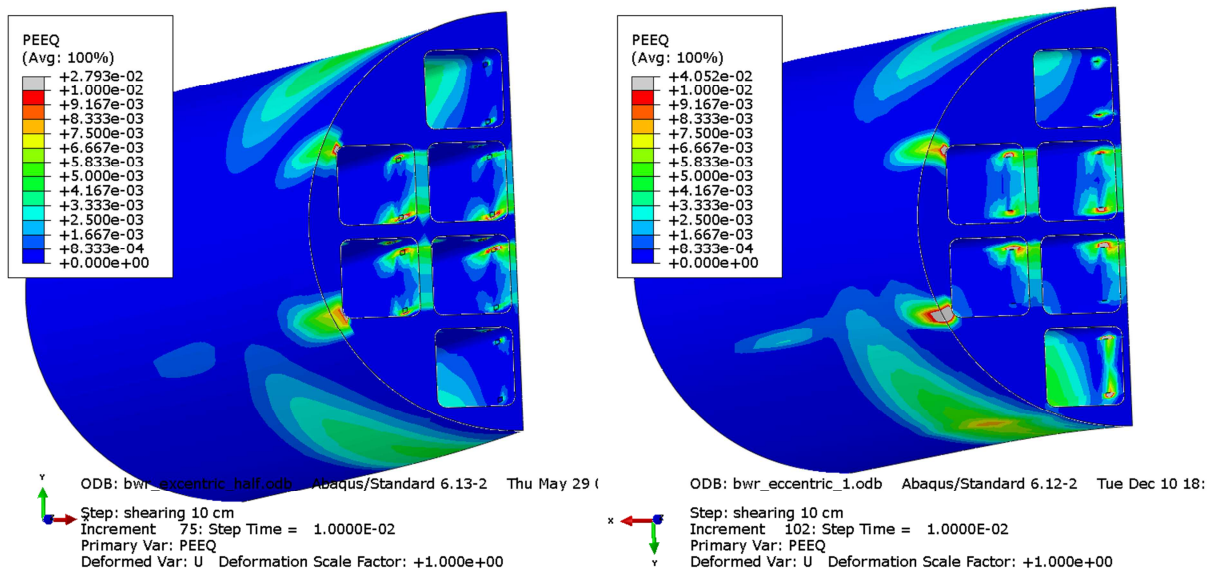 PEEQ
(Avg: 100%)
+2.793e-02
+1.000e-02
+9.167e-03
+8.333e-03
+7.500e-03
+6.667e-03
+5.833e-03
+5.000e-03
+4.167e-03
+3.333e-03
+2.500e-03
+1.667e-03
+8.333e-04
+0.000e+00
Y
X
ODB: bwr_excentric_half.odb Abaqus/Standard 6.13-2 Thu May 29
Step: shearing 10 cm
Increment 75: Step Time = 1.0000E-02
Primary Var: PEEQ
Deformed Var: U Deformation Scale Factor: +1.000e+00
PEEQ
(Avg: 100%)
+4.052e-02
+1.000e-02
+9.167e-03
+8.333e-03
+7.500e-03
+6.667e-03
+5.833e-03
+5.000e-03
+4.167e-03
+3.333e-03
+2.500e-03
+1.667e-03
+8.333e-04
+0.000e+00
X
Y
ODB: bwr_eccentric_1.odb Abaqus/Standard 6.12-2 Tue Dec 10 18:
Step: shearing 10 cm
Increment 102: Step Time = 1.0000E-02
Primary Var: PEEQ
Deformed Var: U Deformation Scale Factor: +1.000e+00